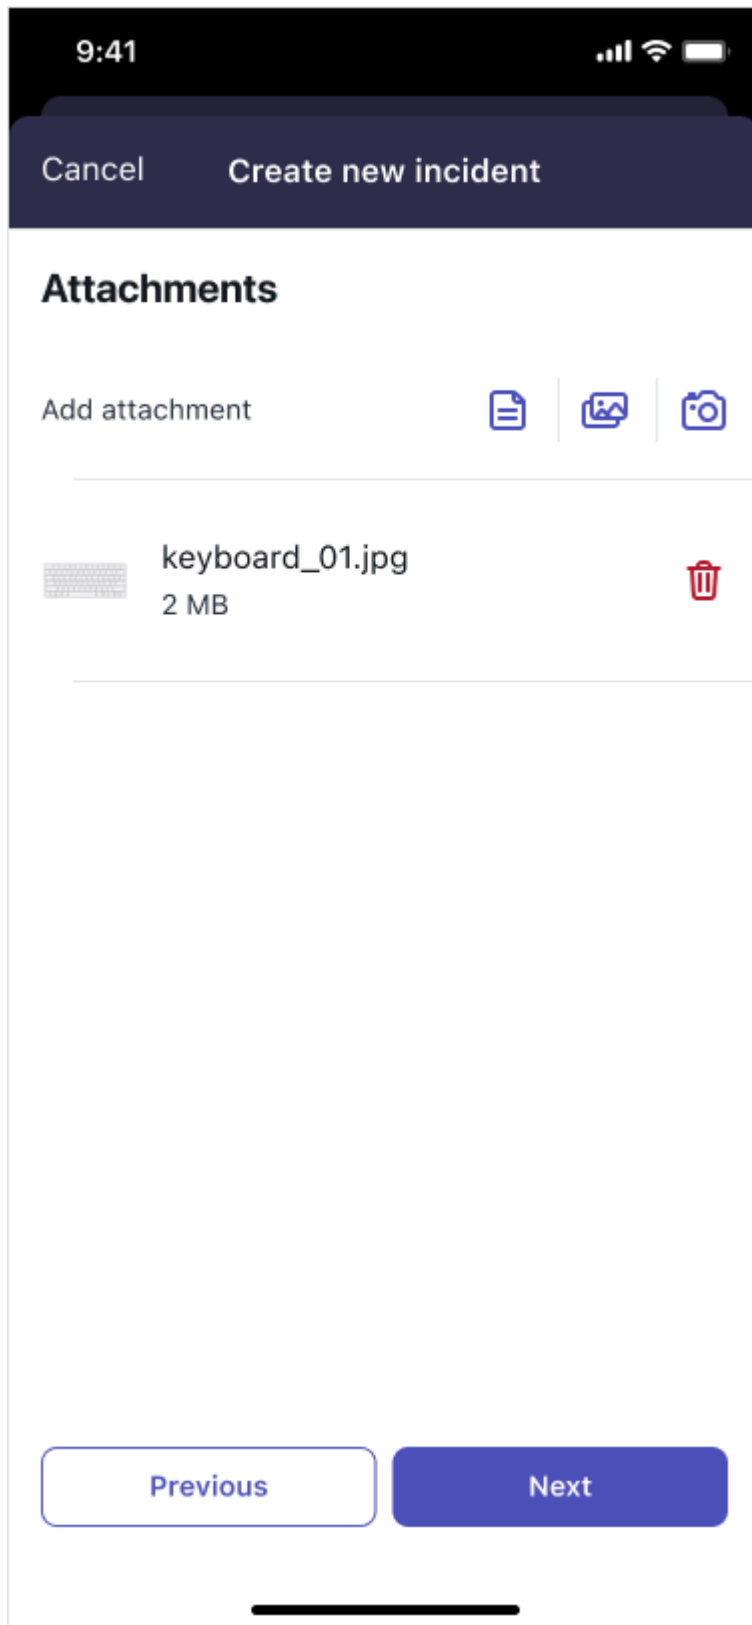 9:41
Cancel Create new incident
Attachments
Add attachment
keyboard_01.jpg
2 MB
Previous Next